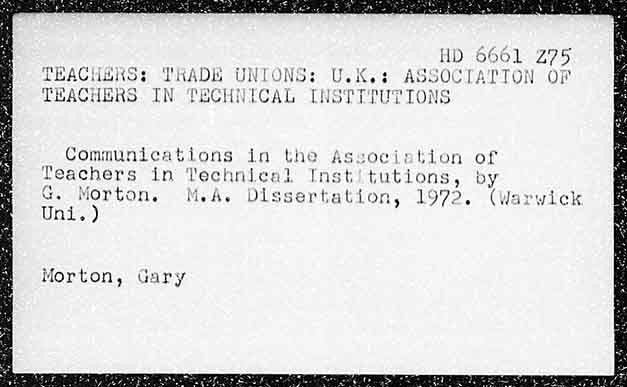 HD 6661 Z75
TEACHERS: TRADE UNIONS: U.K.: ASSOCIATION OF
TEACHERS IN TECHNICAL INSTITUTIONS
Communications in the Association of
Teachers in Technical Institutions, by
G. Morton. M.A. Dissertation, 1972. (Warwick
Uni.)
Morton, Gary